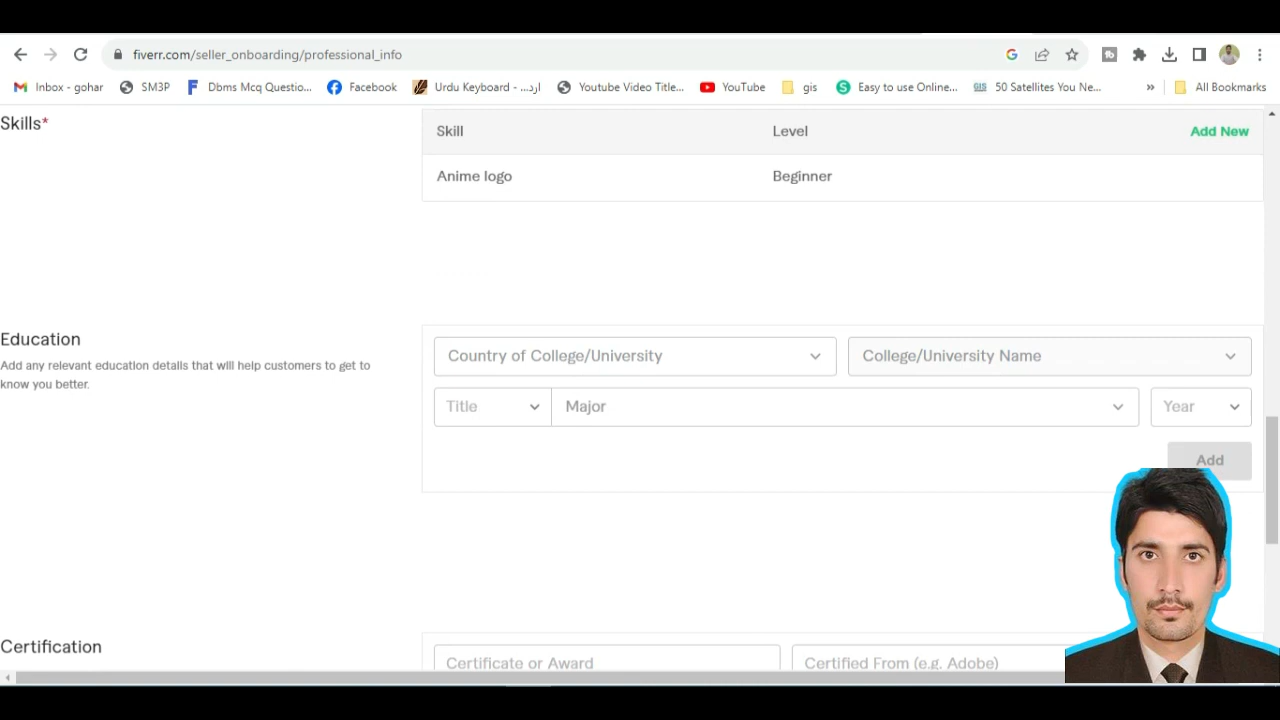 fiverr.com/seller_onboarding/professional_info
Inbox - gohar SM3P Dbms Mcq Questio... Facebook Urdu Keyboard - ...ارد Youtube Video Title... YouTube gis Easy to use Online... 50 Satellites You Ne... » All Bookmarks
Skills*
Skill Level Add New
Anime logo Beginner
Education
Add any relevant education details that will help customers to get to
know you better.
Country of College/University College/University Name
Title Major Year
Add
Certification
Certificate or Award Certified From (e.g. Adobe)